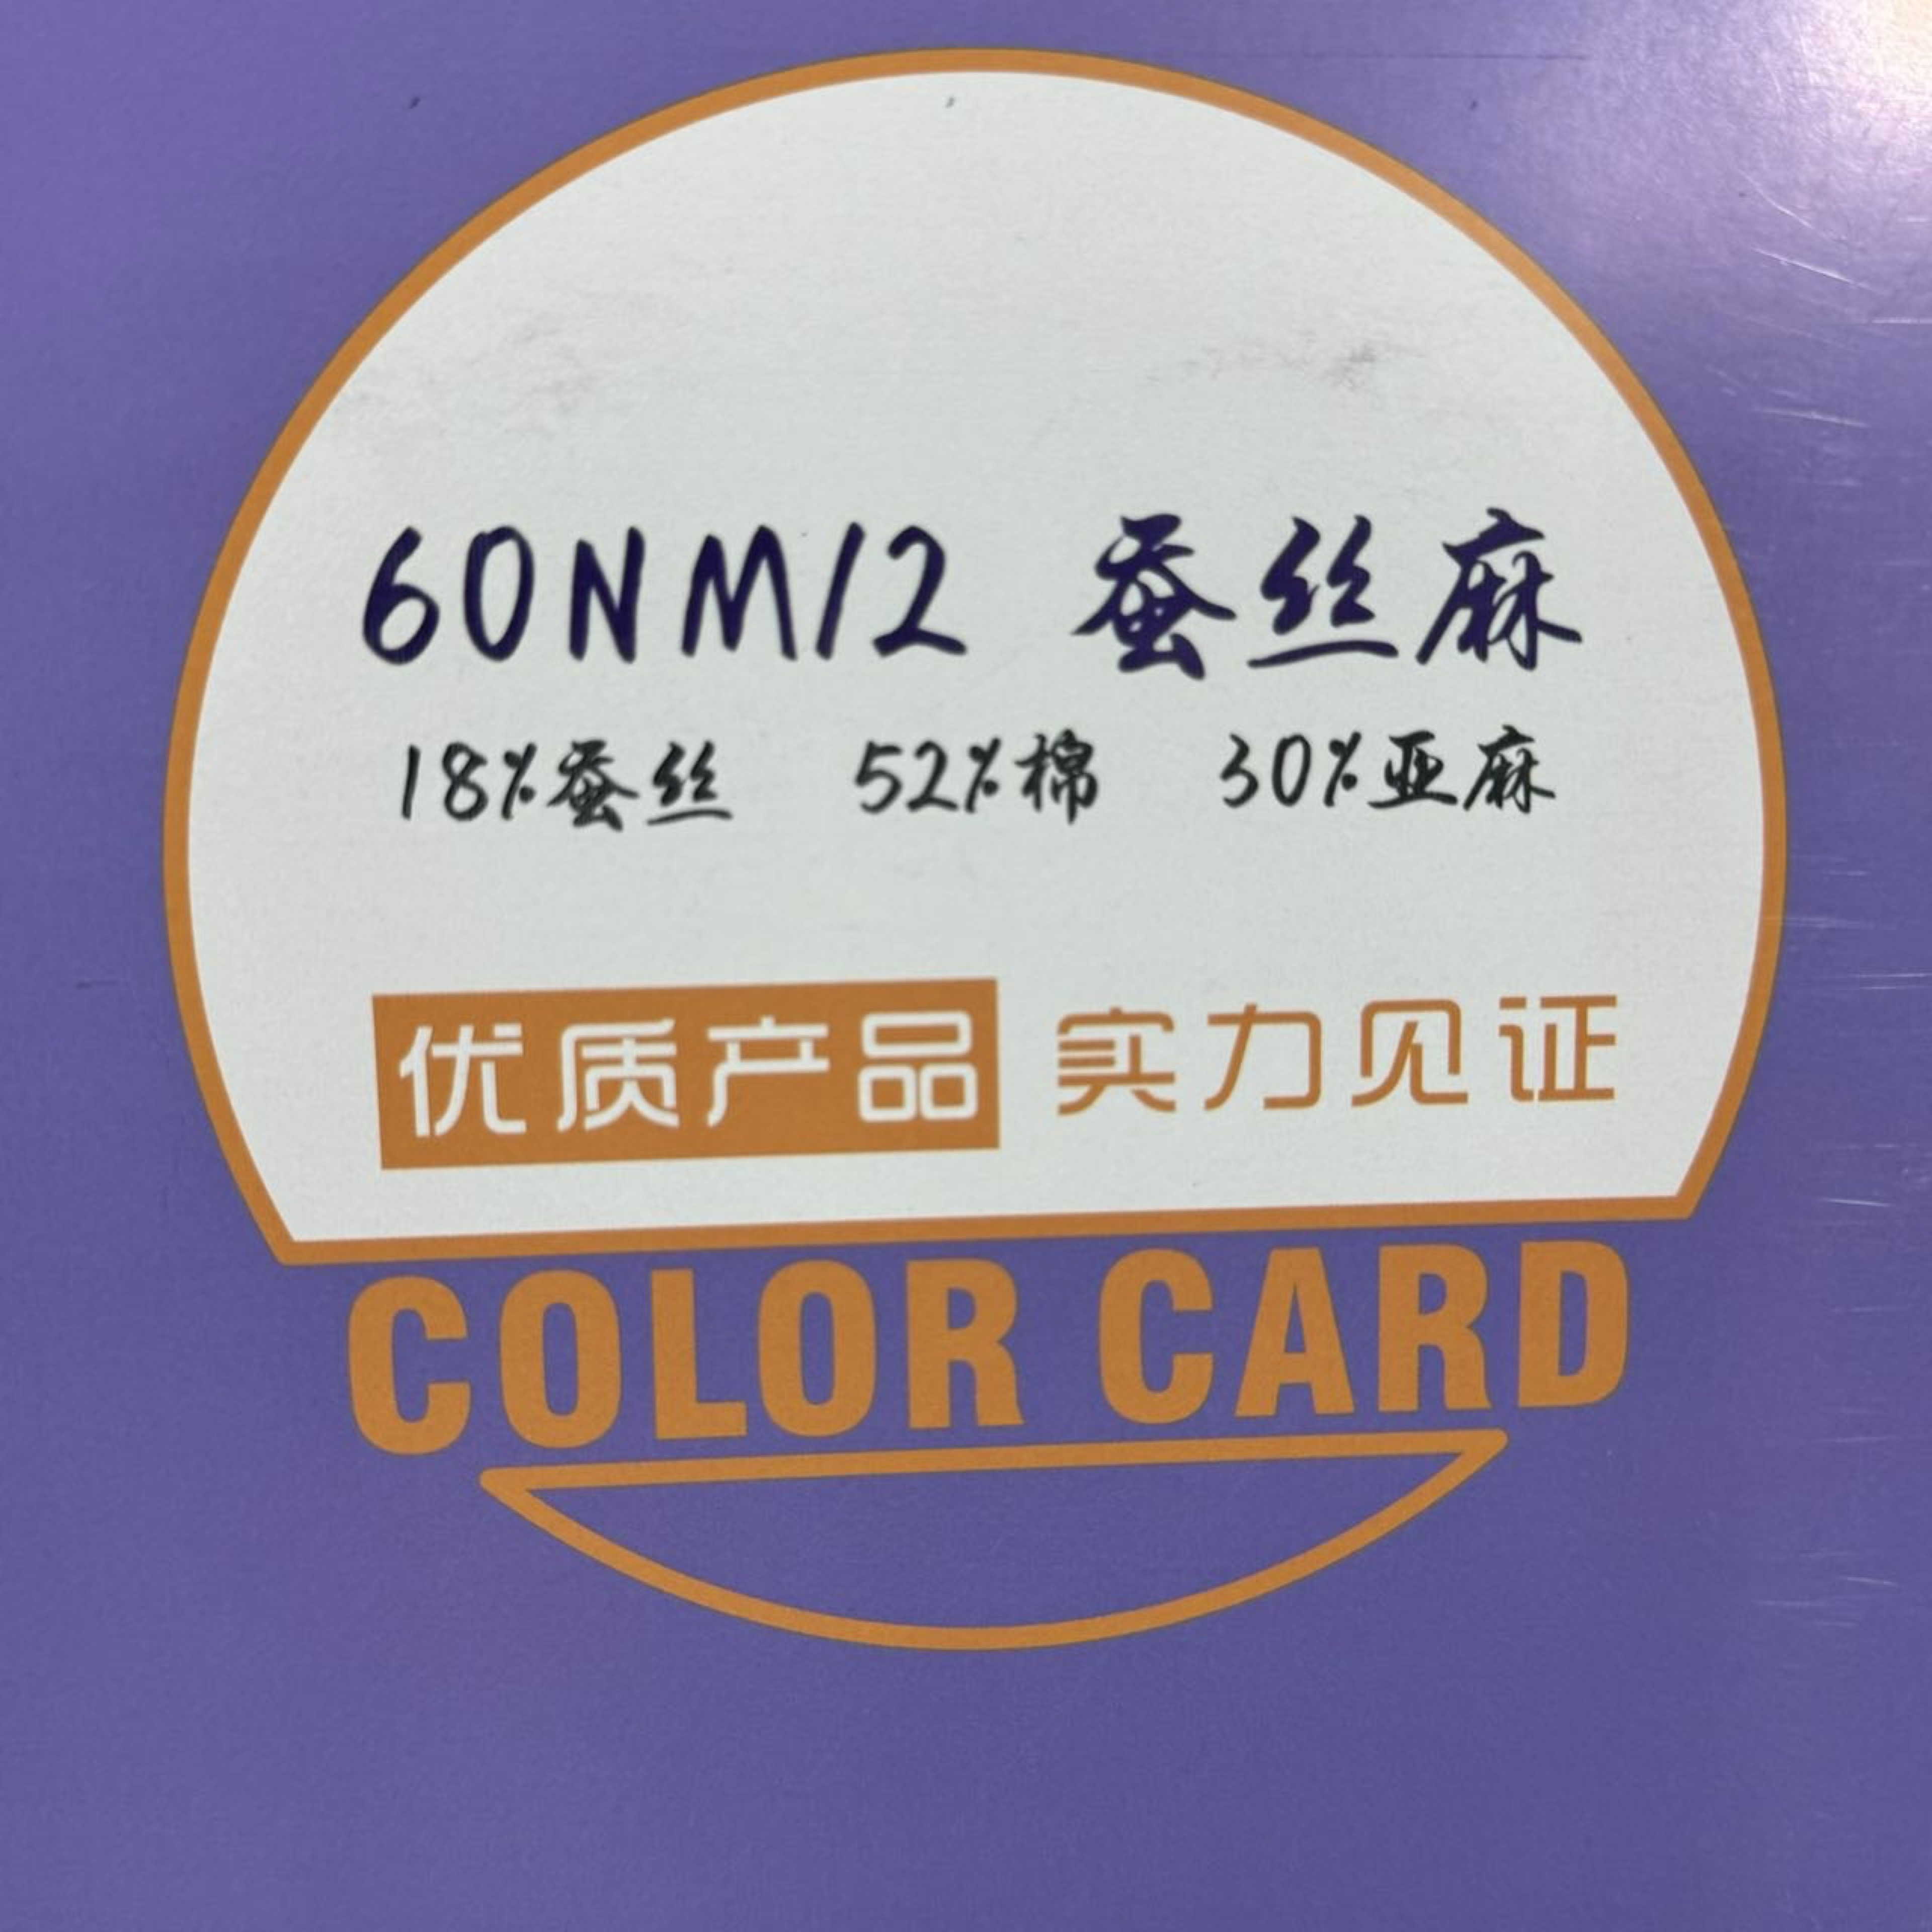 60NM/2 蚕丝麻
18%蚕丝 52%棉 30%亚麻
优质产品 实力见证
COLOR CARD